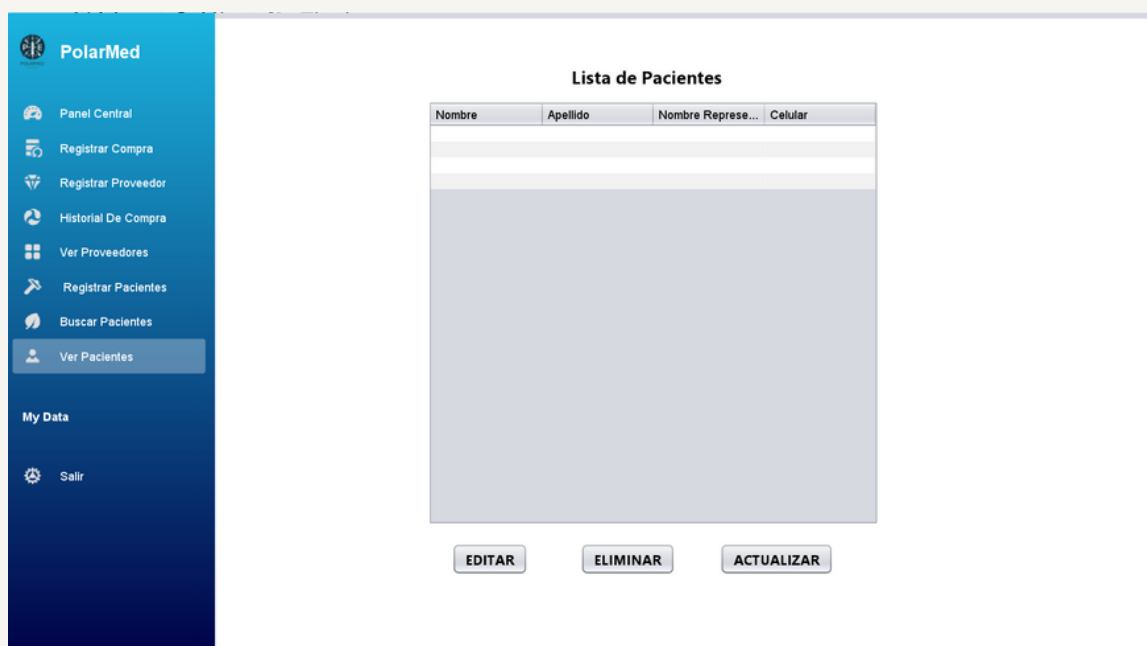 PolarMed
Panel Central
Registrar Compra
Registrar Proveedor
Historial De Compra
Ver Proveedores
Registrar Pacientes
Buscar Pacientes
Ver Pacientes
My Data
Salir
Lista de Pacientes
Nombre Apellido Nombre Represe... Celular
EDITAR ELIMINAR ACTUALIZAR